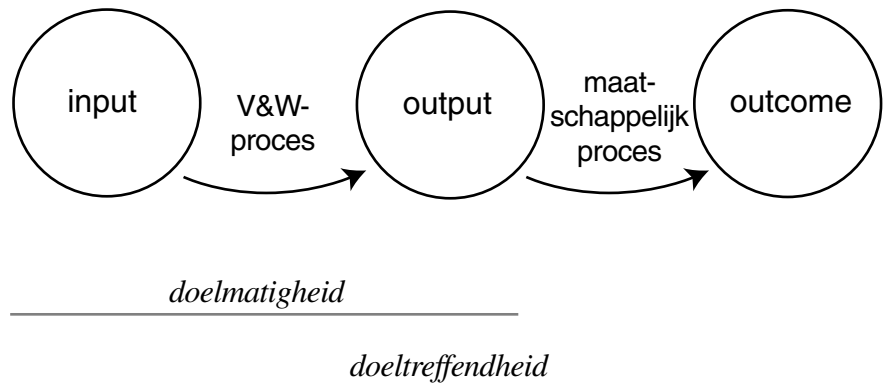 input
V&W-
proces
output
maat-
schappelijk
proces
outcome
doelmatigheid
doeltreffendheid